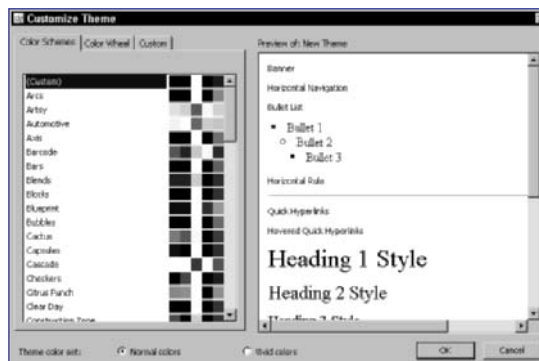 Customize Theme
Color Schemes
Color Wheel
Custom
(Custom)
Arcs
Artsy
Automotive
Axis
Barcode
Bars
Blends
Blocks
Blueprint
Bubbles
Cactus
Capsules
Cascade
Checkers
Citrus Punch
Clear Day
Construction Zone
Preview of: New Theme
Banner
Horizontal Navigation
Bullet List
Bullet 1
Bullet 2
Bullet 3
Horizontal Rule
Quick Hyperlinks
Hovered Quick Hyperlinks
Heading 1 Style
Heading 2 Style
Heading 3 Style
Theme color set:
Normal colors
Vivid colors
OK
Cancel